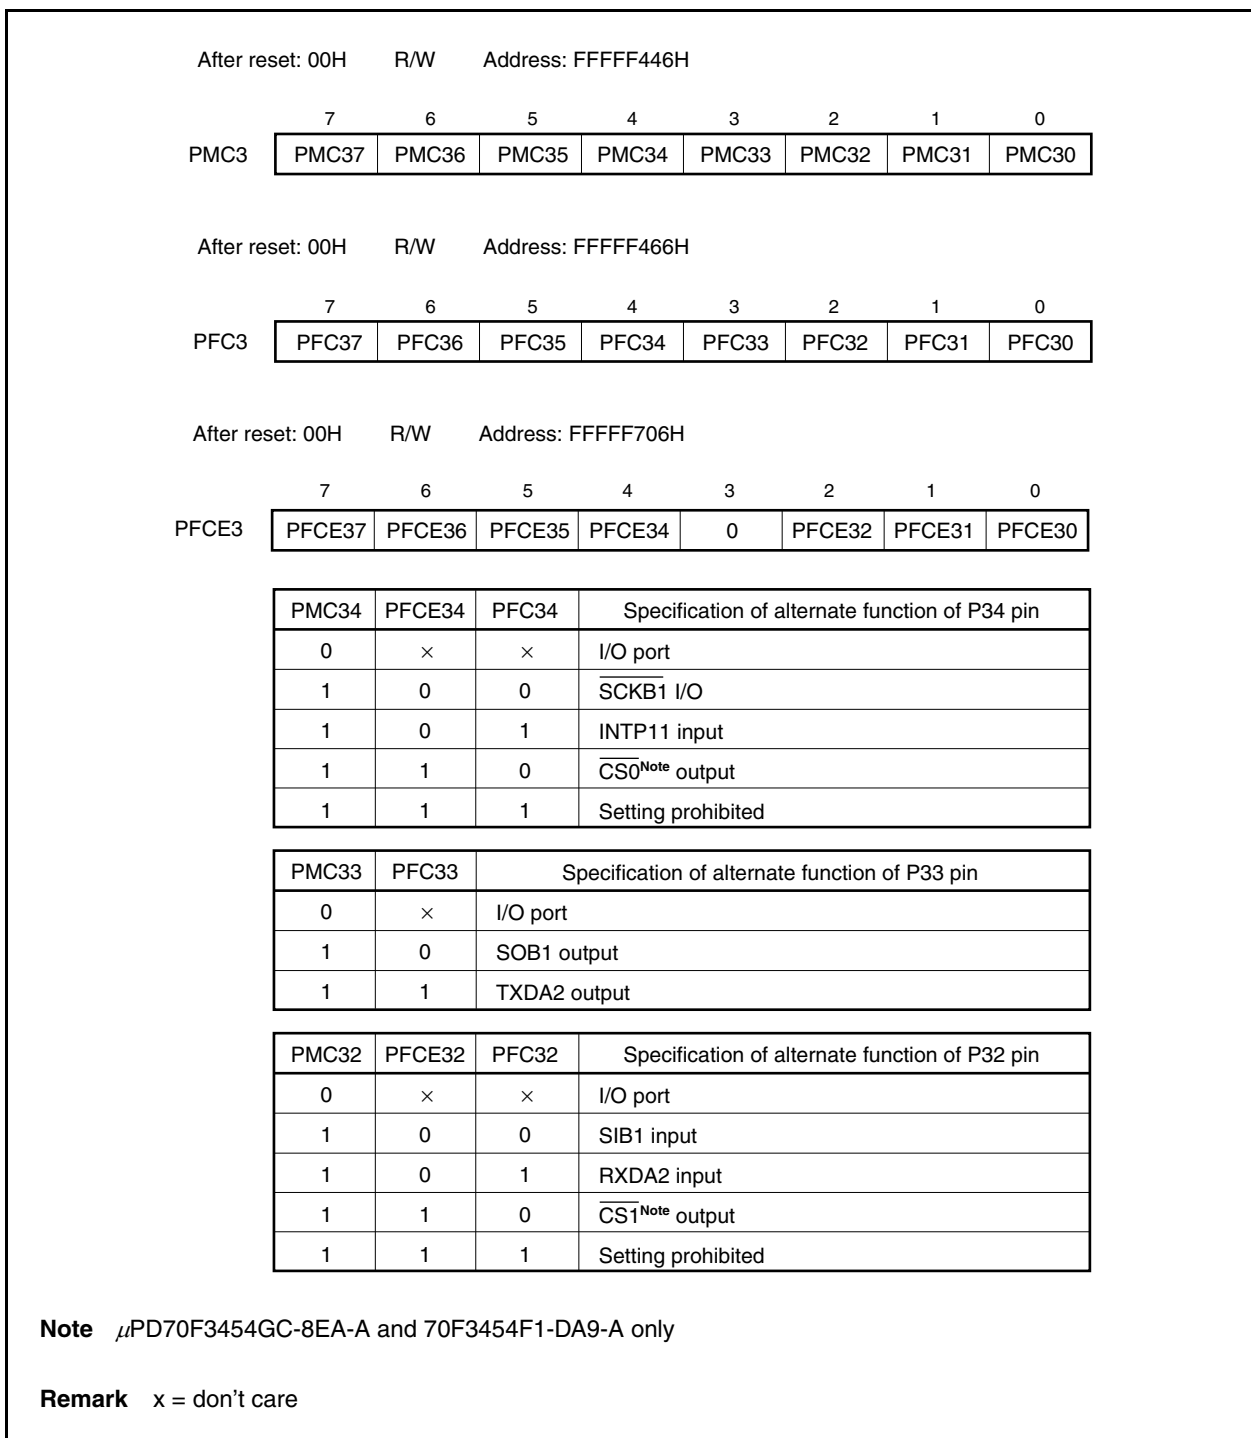 After reset: 00H R/W Address: FFFFF446H
7 6 5 4 3 2 1 0
PMC3 PMC37 PMC36 PMC35 PMC34 PMC33 PMC32 PMC31 PMC30
After reset: 00H R/W Address: FFFFF466H
7 6 5 4 3 2 1 0
PFC3 PFC37 PFC36 PFC35 PFC34 PFC33 PFC32 PFC31 PFC30
After reset: 00H R/W Address: FFFFF706H
7 6 5 4 3 2 1 0
PFCE3 PFCE37 PFCE36 PFCE35 PFCE34 0 PFCE32 PFCE31 PFCE30
PMC34 PFCE34 PFC34 Specification of alternate function of P34 pin
0 × × I/O port
1 0 0 S̅C̅K̅B̅1̅ I/O
1 0 1 INTP11 input
1 1 0 C̅S̅0̅Note output
1 1 1 Setting prohibited
PMC33 PFC33 Specification of alternate function of P33 pin
0 × I/O port
1 0 SOB1 output
1 1 TXDA2 output
PMC32 PFCE32 PFC32 Specification of alternate function of P32 pin
0 × × I/O port
1 0 0 SIB1 input
1 0 1 RXDA2 input
1 1 0 C̅S̅1̅Note output
1 1 1 Setting prohibited
Note μPD70F3454GC-8EA-A and 70F3454F1-DA9-A only
Remark x = don't care